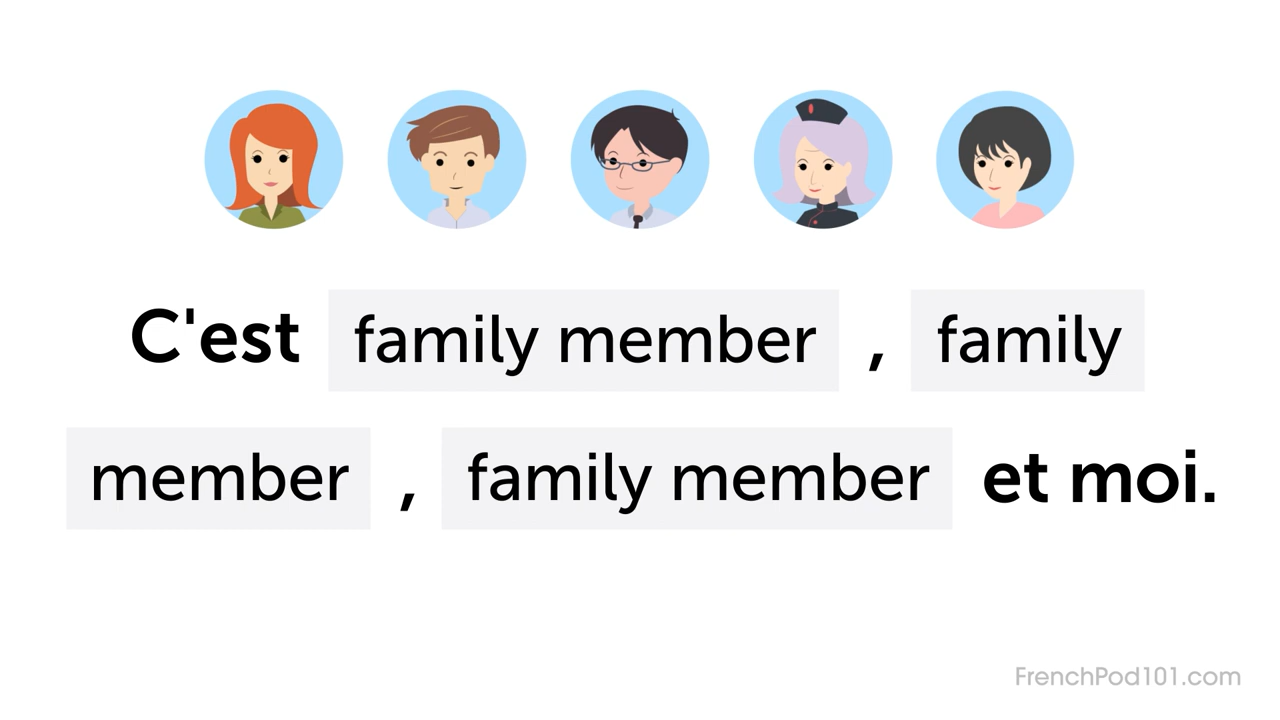 C'est family member , family
member , family member et moi.
FrenchPod101.com